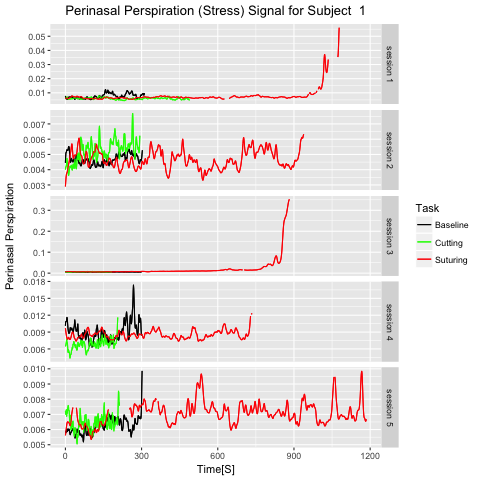 Perinasal Perspiration (Stress) Signal for Subject 1
Perinasal Perspiration
0.05
0.04
0.03
0.02
0.01
session 1
0.007
0.006
0.005
0.004
0.003
session 2
0.3
0.2
0.1
0.0
session 3
0.018
0.015
0.012
0.009
0.006
session 4
0.010
0.009
0.008
0.007
0.006
0.005
session 5
0 300 600 900 1200
Time[S]
Task
Baseline
Cutting
Suturing